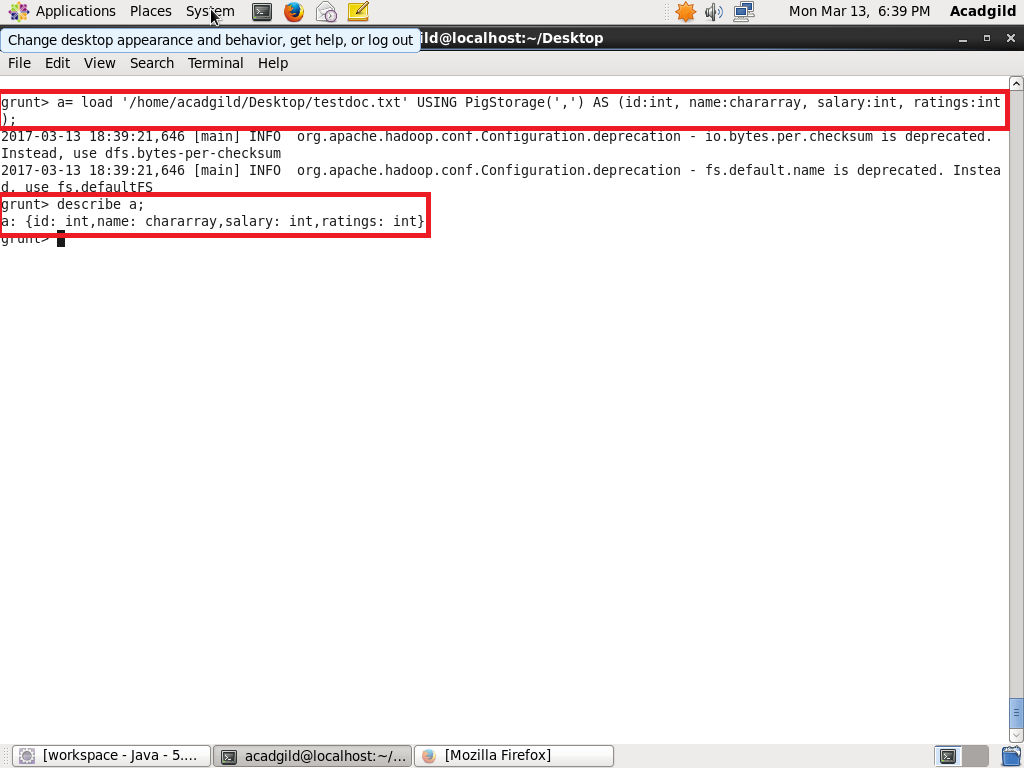 Applications Places System Mon Mar 13, 6:39 PM Acadgild
Change desktop appearance and behavior, get help, or log out
ild@localhost:~/Desktop
File Edit View Search Terminal Help
grunt> a= load '/home/acadgild/Desktop/testdoc.txt' USING PigStorage(',') AS (id:int, name:chararray, salary:int, ratings:int
);
2017-03-13 18:39:21,646 [main] INFO  org.apache.hadoop.conf.Configuration.deprecation - io.bytes.per.checksum is deprecated.
Instead, use dfs.bytes-per-checksum
2017-03-13 18:39:21,646 [main] INFO  org.apache.hadoop.conf.Configuration.deprecation - fs.default.name is deprecated. Instea
d, use fs.defaultFS
grunt> describe a;
a: {id: int,name: chararray,salary: int,ratings: int}
grunt>
[workspace - Java - 5.... acadgild@localhost:~/... [Mozilla Firefox]